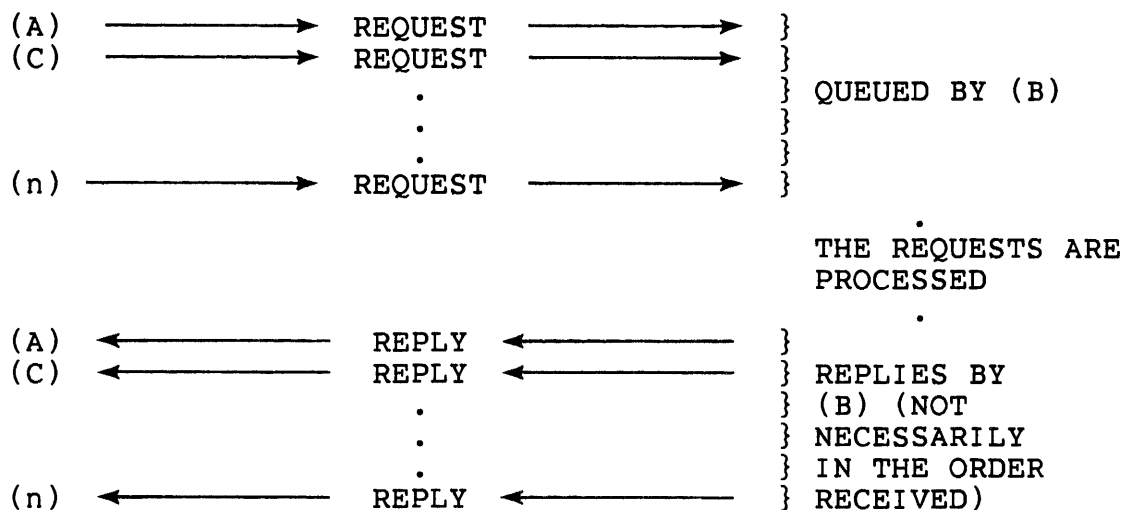 (A) REQUEST }
(C) REQUEST }
. } QUEUED BY (B)
. }
. }
(n) REQUEST }
.
THE REQUESTS ARE
PROCESSED
.
(A) REPLY }
(C) REPLY } REPLIES BY
. } (B) (NOT
. } NECESSARILY
. } IN THE ORDER
(n) REPLY } RECEIVED)